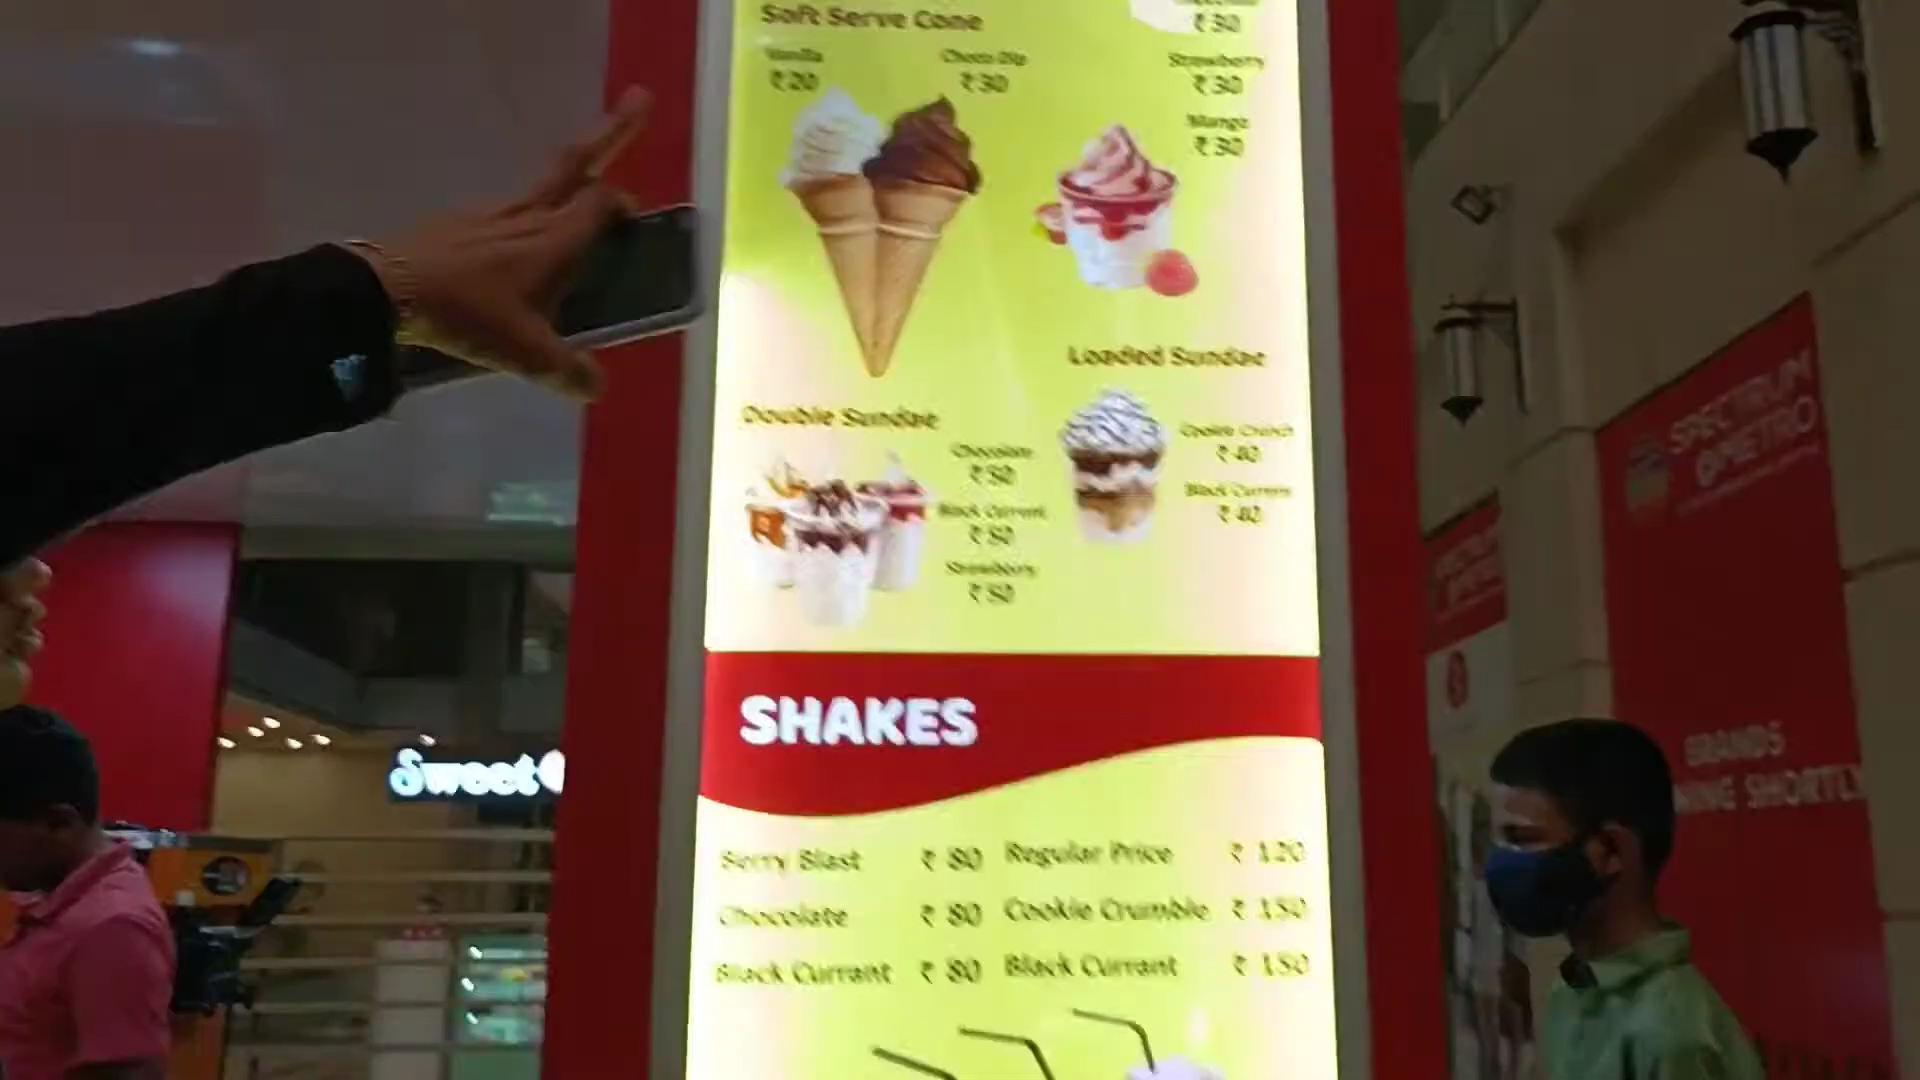 Soft Serve Cone
Vanilla
₹20
Choco Dip
₹30
₹30
Strawberry
₹30
Mango
₹30
Loaded Sundae
Cookie Crunch
₹40
Black Currant
₹40
Double Sundae
Chocolate
₹50
Black Currant
₹50
Strawberry
₹50
SHAKES
Berry Blast ₹ 80
Regular Price ₹ 120
Chocolate ₹ 80
Cookie Crumble ₹ 150
Black Currant ₹ 80
Black Currant ₹ 150
Sweet
SPECTRUM
@METRO
BRANDS
NING SHORTLY